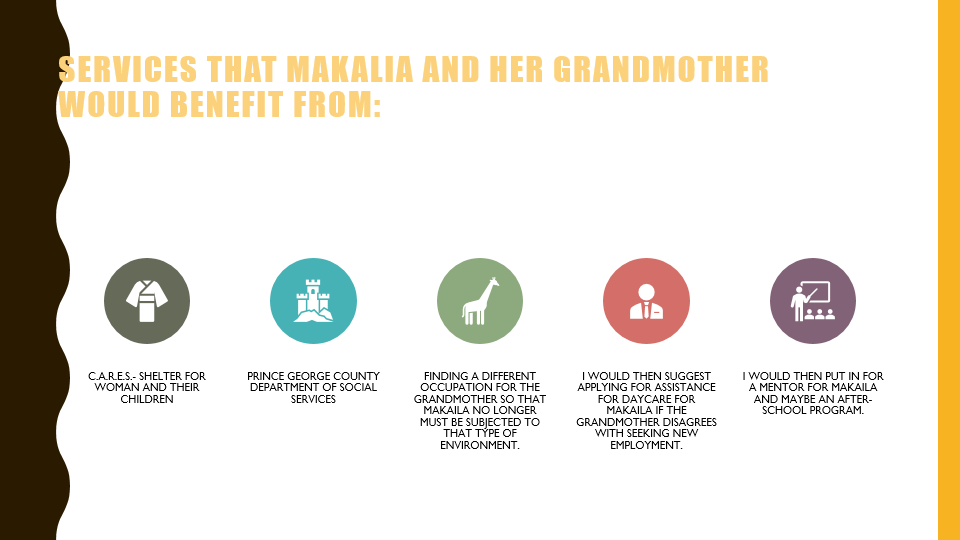 SERVICES THAT MAKALIA AND HER GRANDMOTHER
WOULD BENEFIT FROM:
C.A.R.E.S.- SHELTER FOR
WOMAN AND THEIR
CHILDREN
PRINCE GEORGE COUNTY
DEPARTMENT OF SOCIAL
SERVICES
FINDING A DIFFERENT
OCCUPATION FOR THE
GRANDMOTHER SO THAT
MAKAILA NO LONGER
MUST BE SUBJECTED TO
THAT TYPE OF
ENVIRONMENT.
I WOULD THEN SUGGEST
APPLYING FOR ASSISTANCE
FOR DAYCARE FOR
MAKAILA IF THE
GRANDMOTHER DISAGREES
WITH SEEKING NEW
EMPLOYMENT.
I WOULD THEN PUT IN FOR
A MENTOR FOR MAKAILA
AND MAYBE AN AFTER-
SCHOOL PROGRAM.